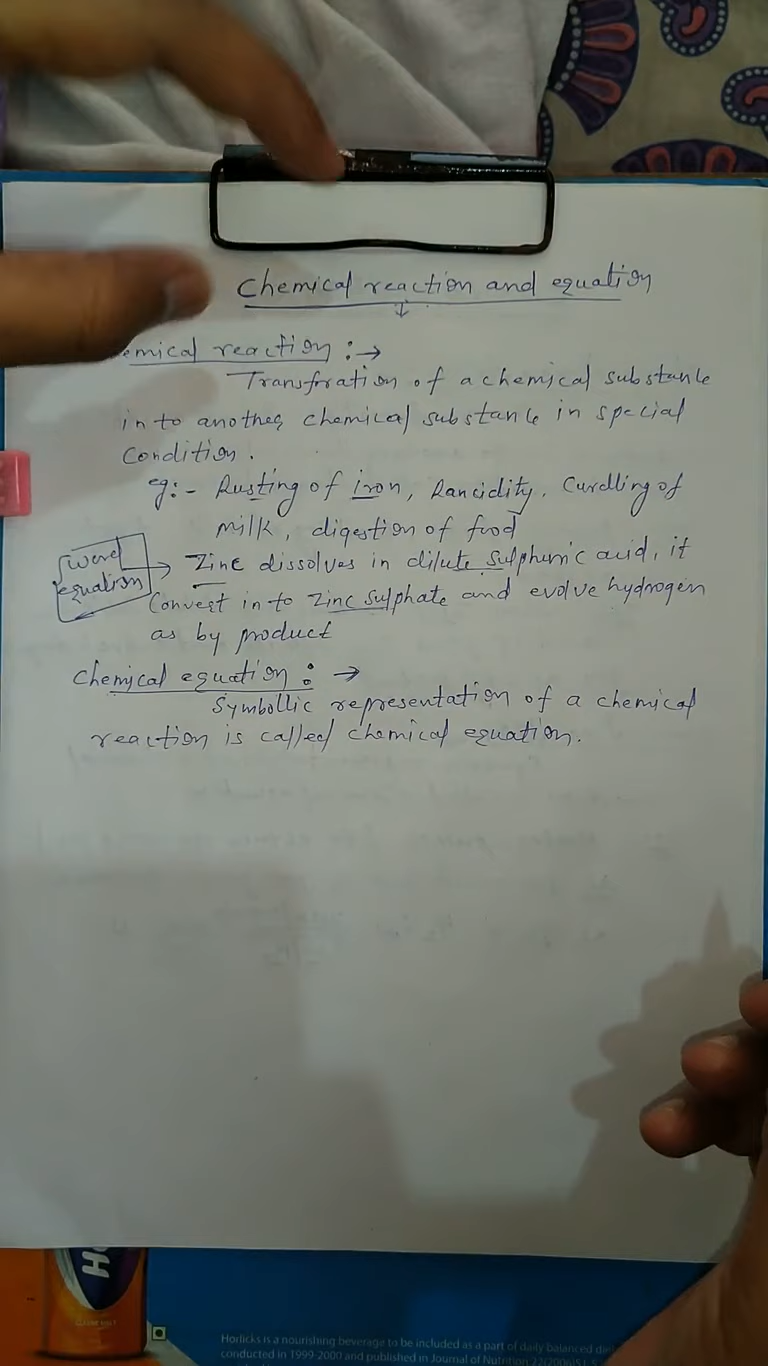 Chemical reaction and equation
emical reaction :→
Transfration of a chemical substance
in to another chemical substance in special
Condition.
eg:- Rusting of iron, Rancidity, Curdling of
milk, digestion of food
word
equation → Zinc dissolves in dilute sulphuric acid, it
Convert in to Zinc sulphate and evolve hydrogen
as by product
Chemical equation : →
Symbollic representation of a chemical
reaction is called chemical equation.
Ho
Horlicks is a nourishing beverage to be included as a part of daily balanced
conducted in 1999-2000 and published in Journal of